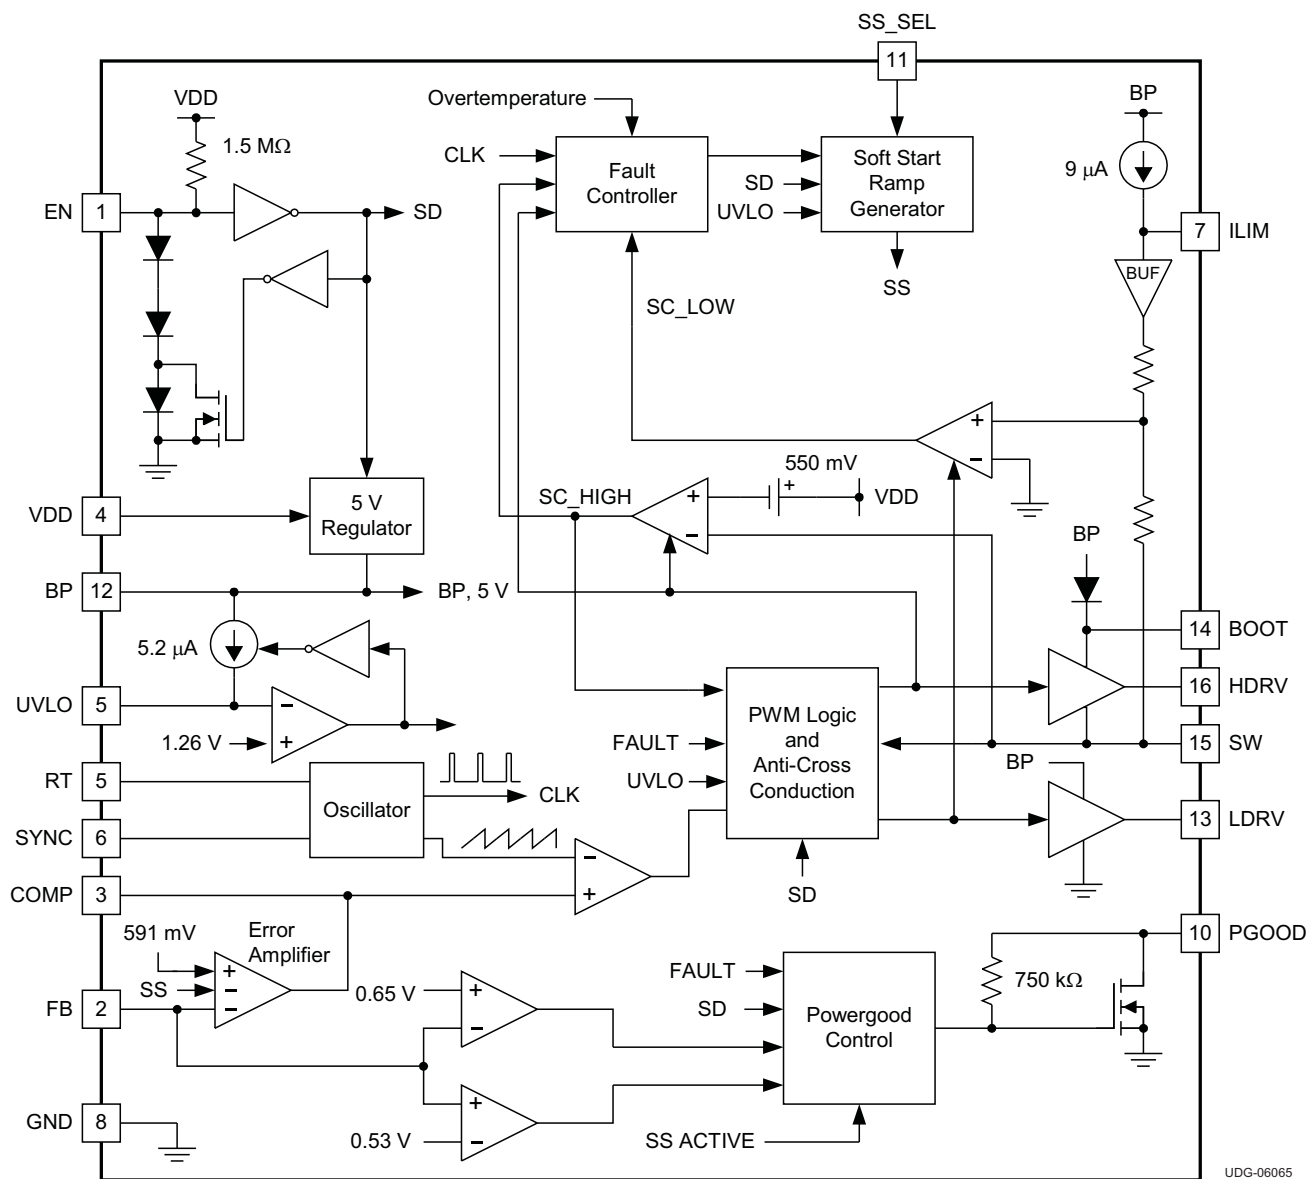 SS_SEL
11
VDD
1.5 MΩ
EN
1
SD
Overtemperature
CLK
Fault
Controller
SD
UVLO
Soft Start
Ramp
Generator
SS
BP
9 μA
7
ILIM
BUF
SC_LOW
+
−
550 mV
+
VDD
SC_HIGH
+
−
VDD
4
5 V
Regulator
BP
12
BP, 5 V
5.2 μA
UVLO
5
−
+
1.26 V
BP
14
BOOT
16
HDRV
15
SW
PWM Logic
and
Anti-Cross
Conduction
FAULT
UVLO
SD
BP
13
LDRV
RT
5
SYNC
6
Oscillator
CLK
−
+
COMP
3
591 mV
Error
Amplifier
SS
+
−
−
FB
2
0.65 V
+
−
+
−
0.53 V
FAULT
SD
Powergood
Control
SS ACTIVE
750 kΩ
10
PGOOD
GND
8
UDG-06065